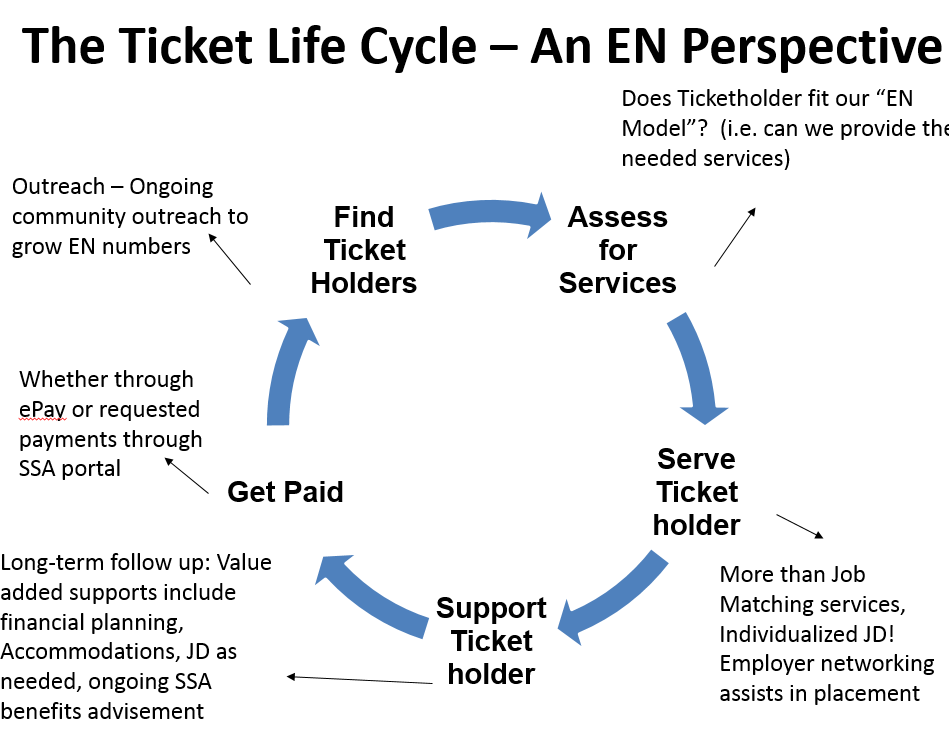 The Ticket Life Cycle – An EN Perspective
Does Ticketholder fit our “EN
Model”?  (i.e. can we provide the
needed services)
Outreach – Ongoing
community outreach to
grow EN numbers
Find
Ticket
Holders
Assess
for
Services
Whether through
ePay or requested
payments through
SSA portal
Get Paid
Serve
Ticket
holder
Long-term follow up: Value
added supports include
financial planning,
Accommodations, JD as
needed, ongoing SSA
benefits advisement
Support
Ticket
holder
More than Job
Matching services,
Individualized JD!
Employer networking
assists in placement